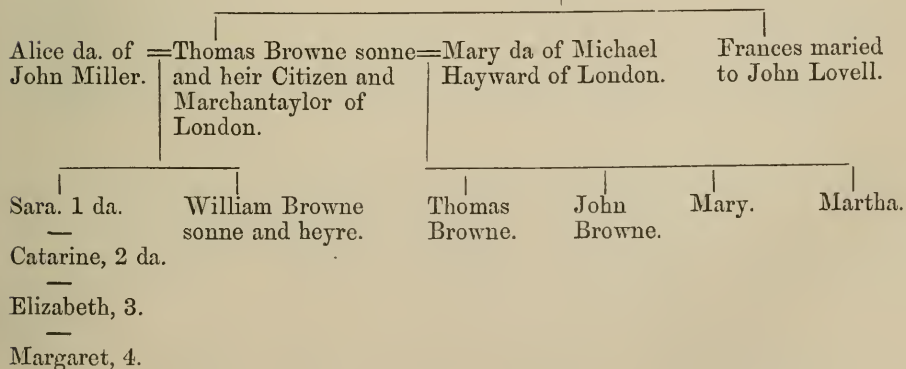 Alice da. of
John Miller.
=Thomas Browne sonne=
and heir Citizen and
Marchantaylor of
London.
Mary da of Michael
Hayward of London.
Frances maried
to John Lovell.
Sara. 1 da.
—
Catarine, 2 da.
—
Elizabeth, 3.
—
Margaret, 4.
William Browne
sonne and heyre.
Thomas
Browne.
John
Browne.
Mary.
Martha.